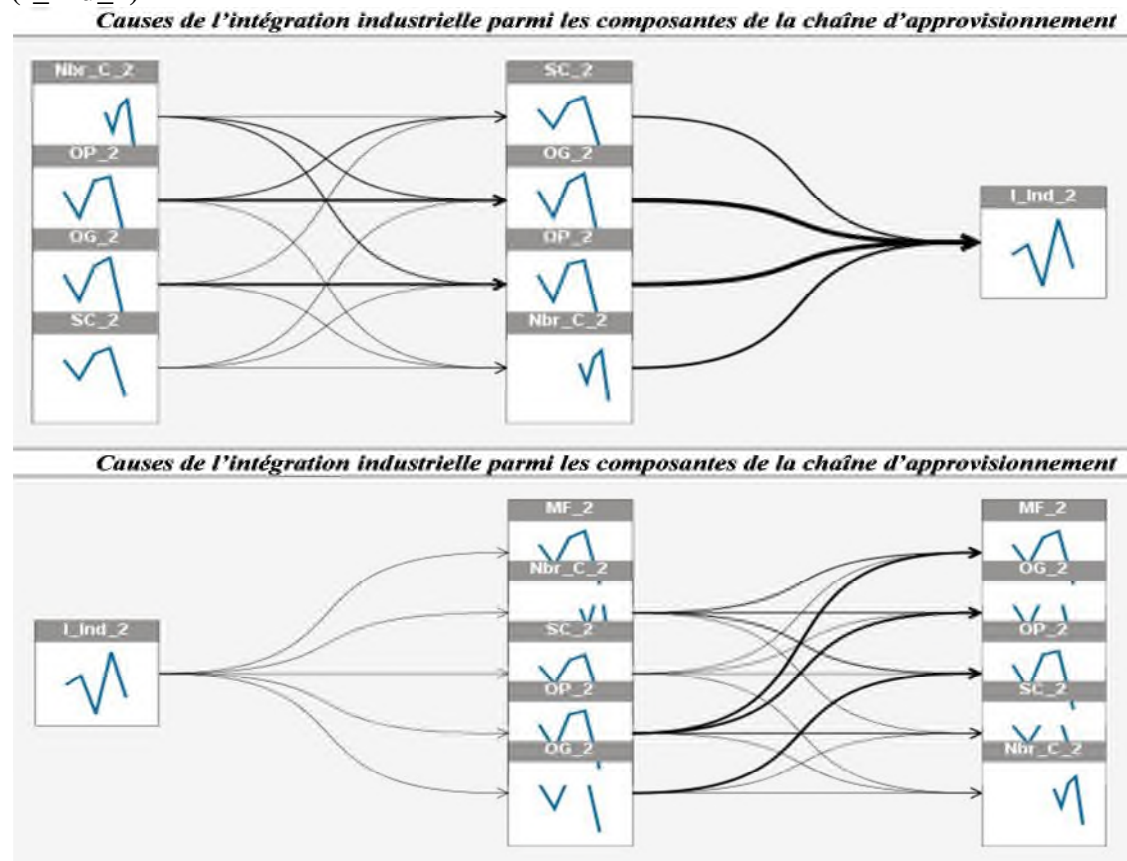 Causes de l'intégration industrielle parmi les composantes de la chaîne d'approvisionnement
Nbr_C_2
OP_2
OG_2
SC_2
SC_2
OG_2
OP_2
Nbr_C_2
I_Ind_2
Causes de l'intégration industrielle parmi les composantes de la chaîne d'approvisionnement
I_Ind_2
MF_2
Nbr_C_2
SC_2
OP_2
OG_2
MF_2
OG_2
OP_2
SC_2
Nbr_C_2